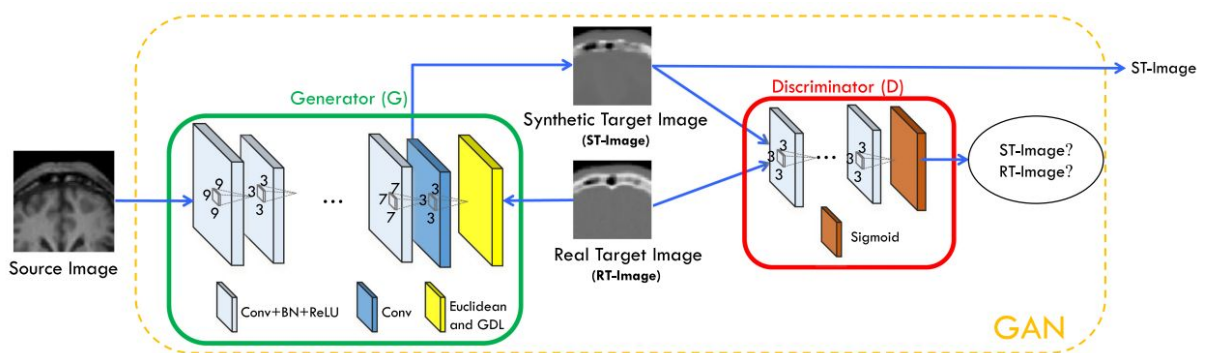 Generator (G)
9
9
9
3
3
3
...
7
7
7
3
3
3
Conv+BN+ReLU
Conv
Euclidean
and GDL
Source Image
Synthetic Target Image
(ST-Image)
Real Target Image
(RT-Image)
Discriminator (D)
3
3
3
...
3
3
3
Sigmoid
ST-Image
ST-Image?
RT-Image?
GAN